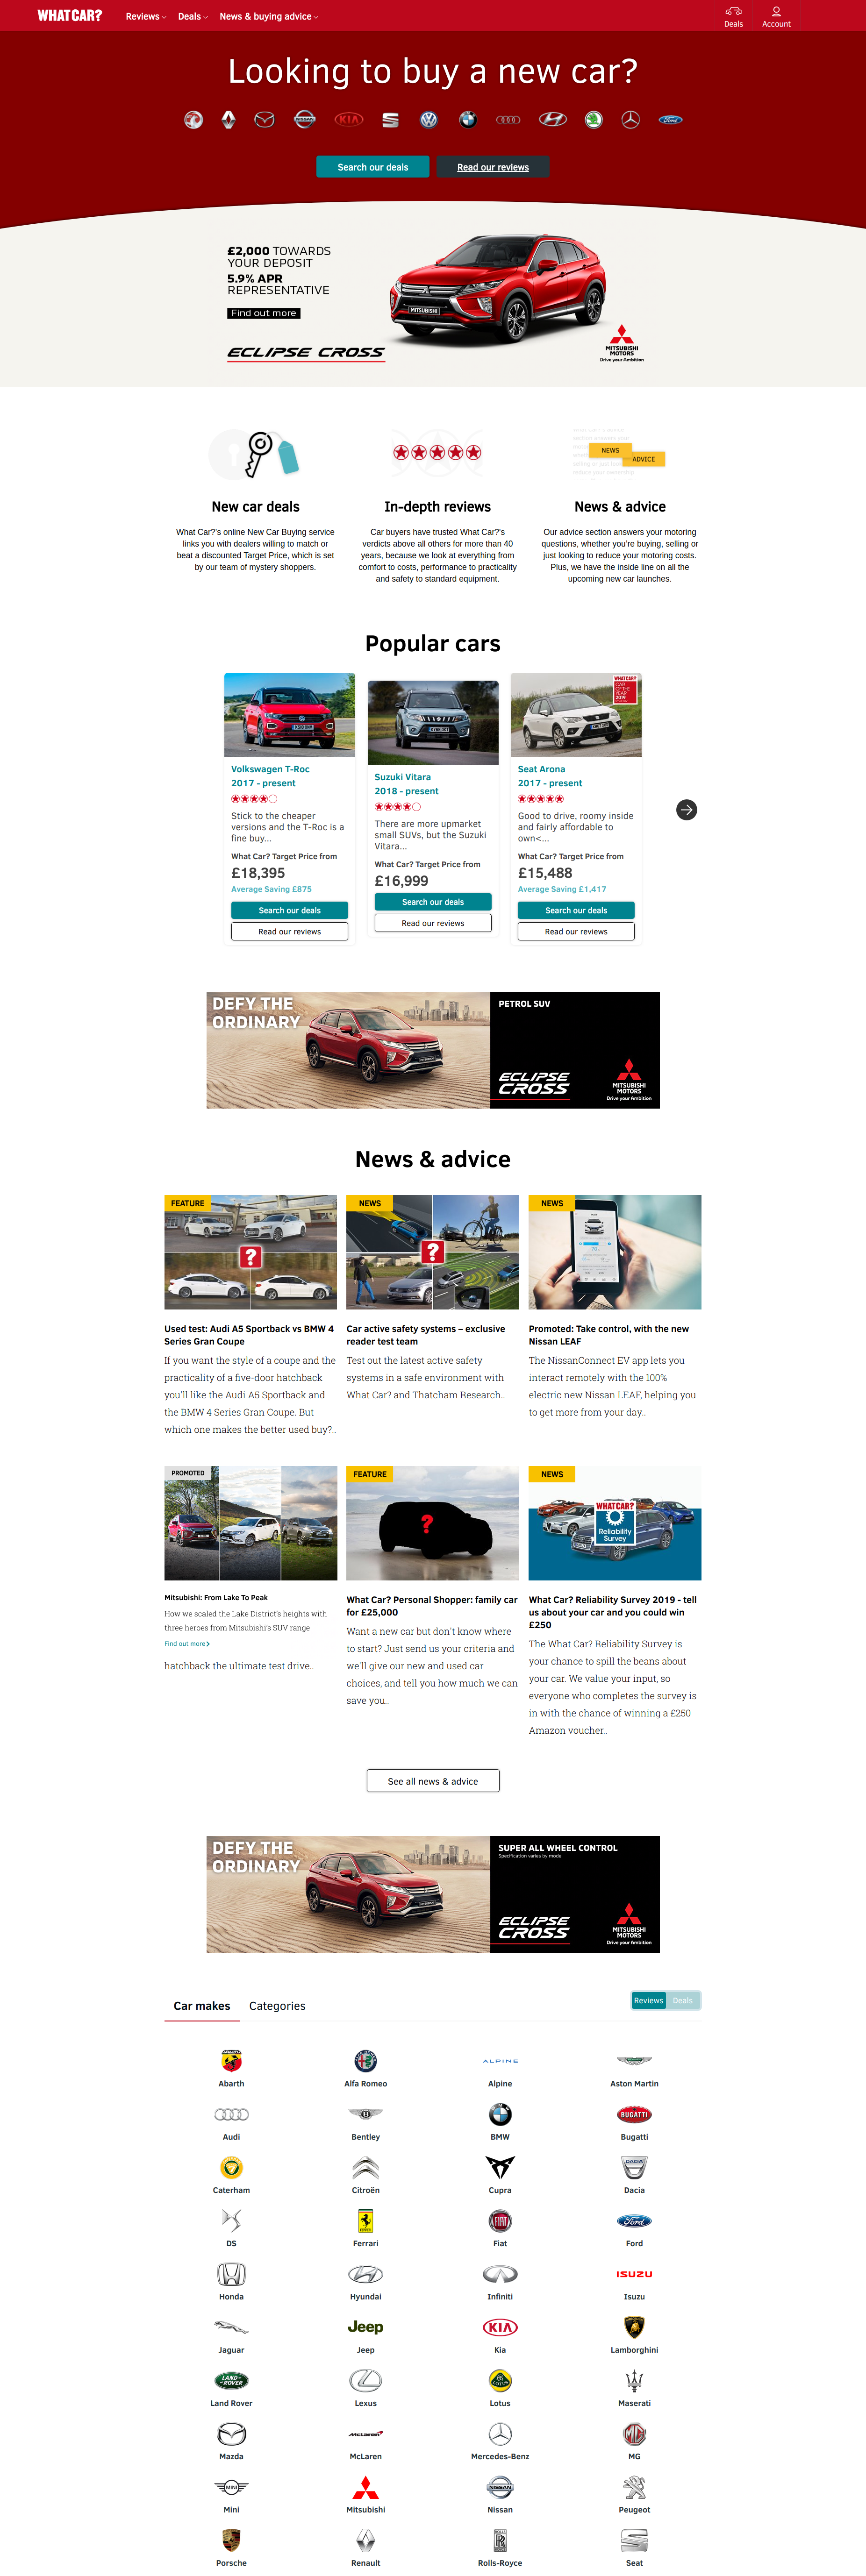 WHAT CAR?
Reviews
Deals
News & buying advice
Deals
Account
Looking to buy a new car?
Search our deals
Read our reviews
£2,000 TOWARDS
YOUR DEPOSIT
5.9% APR
REPRESENTATIVE
Find out more
ECLIPSE CROSS
MITSUBISHI
MITSUBISHI
MOTORS
Drive your Ambition
NEWS
ADVICE
New car deals
In-depth reviews
News & advice
What Car?'s online New Car Buying service
links you with dealers willing to match or
beat a discounted Target Price, which is set
by our team of mystery shoppers.
Car buyers have trusted What Car?'s
verdicts above all others for more than 40
years, because we look at everything from
comfort to costs, performance to practicality
and safety to standard equipment.
Our advice section answers your motoring
questions, whether you're buying, selling or
just looking to reduce your motoring costs.
Plus, we have the inside line on all the
upcoming new car launches.
Popular cars
Volkswagen T-Roc
2017 - present
Stick to the cheaper
versions and the T-Roc is a
fine buy...
What Car? Target Price from
£18,395
Average Saving £875
Search our deals
Read our reviews
Suzuki Vitara
2018 - present
There are more upmarket
small SUVs, but the Suzuki
Vitara...
What Car? Target Price from
£16,999
Search our deals
Read our reviews
WHAT CAR?
CAR
OF THE
YEAR
2019
Seat Arona
2017 - present
Good to drive, roomy inside
and fairly affordable to
own<...
What Car? Target Price from
£15,488
Average Saving £1,417
Search our deals
Read our reviews
DEFY THE
ORDINARY
PETROL SUV
ECLIPSE
CROSS
MITSUBISHI
MOTORS
Drive your Ambition
News & advice
FEATURE
Used test: Audi A5 Sportback vs BMW 4
Series Gran Coupe
If you want the style of a coupe and the
practicality of a five-door hatchback
you'll like the Audi A5 Sportback and
the BMW 4 Series Gran Coupe. But
which one makes the better used buy?..
NEWS
Car active safety systems – exclusive
reader test team
Test out the latest active safety
systems in a safe environment with
What Car? and Thatcham Research..
NEWS
Promoted: Take control, with the new
Nissan LEAF
The NissanConnect EV app lets you
interact remotely with the 100%
electric new Nissan LEAF, helping you
to get more from your day..
PROMOTED
Mitsubishi: From Lake To Peak
How we scaled the Lake District's heights with
three heroes from Mitsubishi's SUV range
Find out more
hatchback the ultimate test drive..
FEATURE
What Car? Personal Shopper: family car
for £25,000
Want a new car but don't know where
to start? Just send us your criteria and
we'll give our new and used car
choices, and tell you how much we can
save you..
NEWS
WHAT CAR?
Reliability
Survey
What Car? Reliability Survey 2019 - tell
us about your car and you could win
£250
The What Car? Reliability Survey is
your chance to spill the beans about
your car. We value your input, so
everyone who completes the survey is
in with the chance of winning a £250
Amazon voucher..
See all news & advice
DEFY THE
ORDINARY
SUPER ALL WHEEL CONTROL
Specification varies by model
ECLIPSE
CROSS
MITSUBISHI
MOTORS
Drive your Ambition
Car makes
Categories
Reviews
Deals
ALPINE
Abarth
Alfa Romeo
Alpine
Aston Martin
BUGATTI
Audi
Bentley
BMW
Bugatti
DACIA
Caterham
Citroën
Cupra
Dacia
FIAT
Ford
DS
Ferrari
Fiat
Ford
ISUZU
Honda
Hyundai
Infiniti
Isuzu
Jeep
KIA
Jaguar
Jeep
Kia
Lamborghini
LAND-
ROVER
LOTUS
Land Rover
Lexus
Lotus
Maserati
McLaren
MG
Mazda
McLaren
Mercedes-Benz
MG
MINI
NISSAN
Mini
Mitsubishi
Nissan
Peugeot
Porsche
Renault
Rolls-Royce
Seat